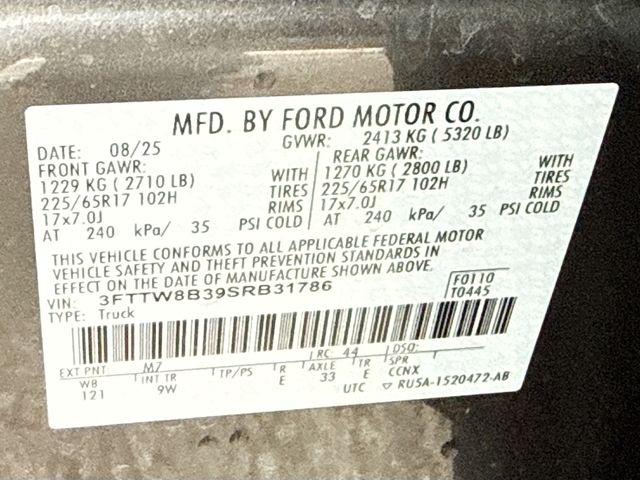 MFD. BY FORD MOTOR CO.
DATE: 08/25 GVWR: 2413 KG ( 5320 LB)
FRONT GAWR: REAR GAWR:
1229 KG ( 2710 LB) WITH 1270 KG ( 2800 LB) WITH
225/65R17 102H TIRES 225/65R17 102H TIRES
17x7.0J RIMS 17x7.0J RIMS
AT 240 kPa/ 35 PSI COLD AT 240 kPa/ 35 PSI COLD
THIS VEHICLE CONFORMS TO ALL APPLICABLE FEDERAL MOTOR
VEHICLE SAFETY AND THEFT PREVENTION STANDARDS IN
EFFECT ON THE DATE OF MANUFACTURE SHOWN ABOVE.
VIN: 3FTTW8B39SRB31786 F0110
TYPE: Truck T0445
EXT PNT: M7 RC: 44 DSO:
WB INT TR TP/PS R AXLE TR SPR
121 9W E 33 E CCNX
UTC ▽ RU5A-1520472-AB